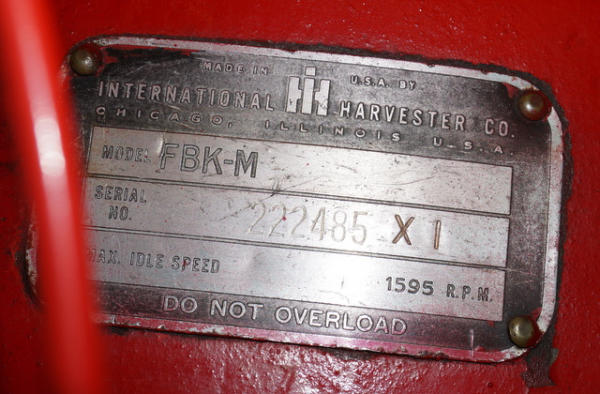 MADE IN IH U.S.A. BY
INTERNATIONAL HARVESTER CO.
CHICAGO, ILLINOIS U.S.A.
MODEL FBK-M
SERIAL NO. 222485 X 1
MAX. IDLE SPEED 1595 R.P.M.
DO NOT OVERLOAD